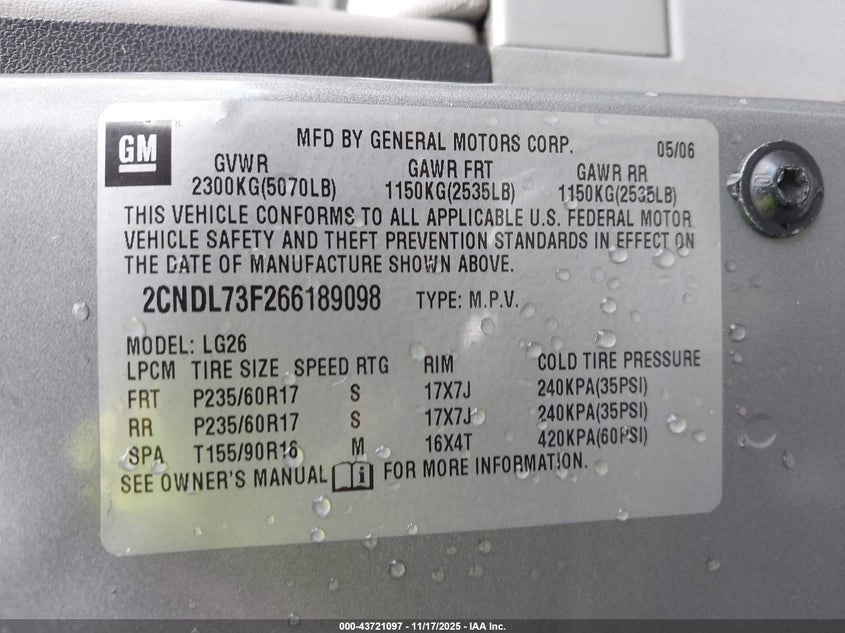 GM
MFD BY GENERAL MOTORS CORP. 05/06
GVWR GAWR FRT GAWR RR
2300KG(5070LB) 1150KG(2535LB) 1150KG(2535LB)
THIS VEHICLE CONFORMS TO ALL APPLICABLE U.S. FEDERAL MOTOR
VEHICLE SAFETY AND THEFT PREVENTION STANDARDS IN EFFECT ON
THE DATE OF MANUFACTURE SHOWN ABOVE.
2CNDL73F266189098 TYPE: M.P.V.
MODEL: LG26
LPCM TIRE SIZE SPEED RTG RIM COLD TIRE PRESSURE
FRT P235/60R17 S 17X7J 240KPA(35PSI)
RR P235/60R17 S 17X7J 240KPA(35PSI)
SPA T155/90R16 M 16X4T 420KPA(60PSI)
SEE OWNER'S MANUAL i FOR MORE INFORMATION.
000-43721097 - 11/17/2025 - IAA Inc.